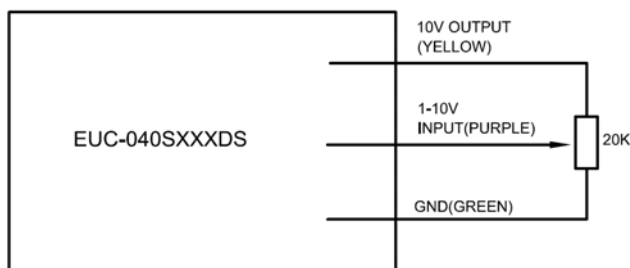 10V OUTPUT
(YELLOW)
1-10V
INPUT(PURPLE)
EUC-040SXXXDS
20K
GND(GREEN)